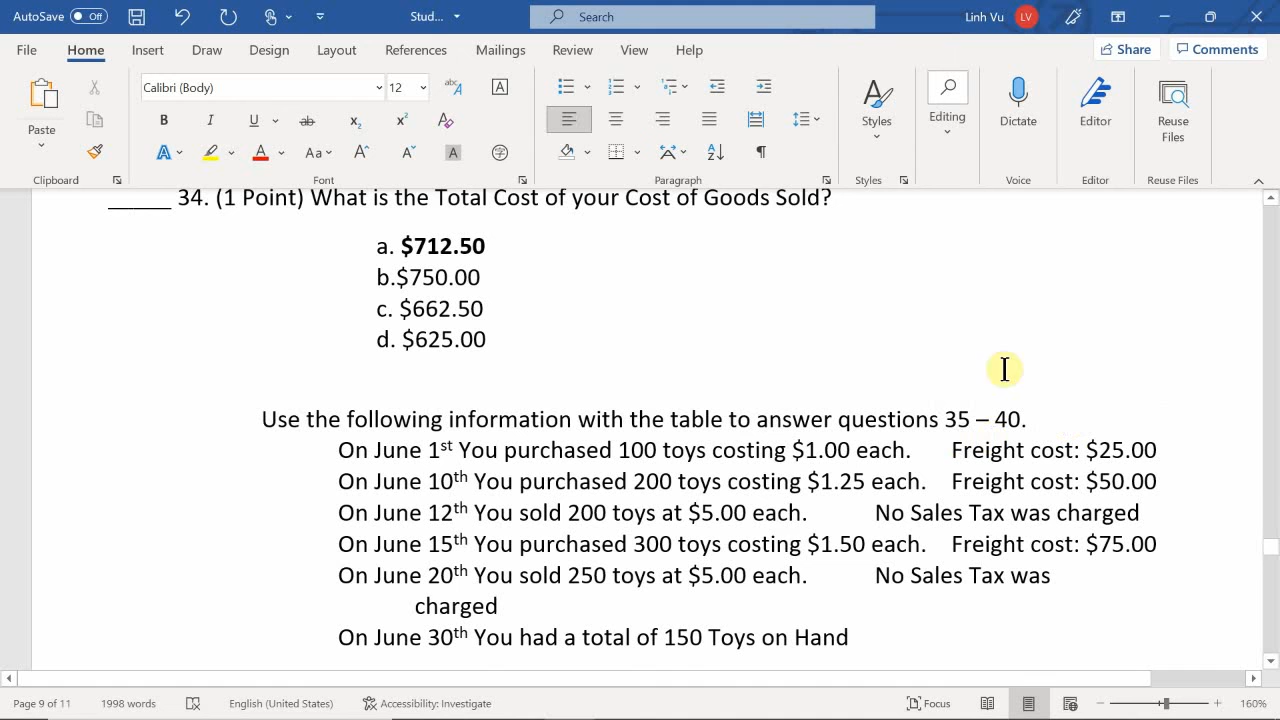 AutoSave Off Stud... Search Linh Vu LV
File Home Insert Draw Design Layout References Mailings Review View Help Share Comments
Calibri (Body) 12
Paste Styles Editing Dictate Editor Reuse Files
Clipboard Font Paragraph Styles Voice Editor Reuse Files
_____ 34. (1 Point) What is the Total Cost of your Cost of Goods Sold?
a. $712.50
b.$750.00
c. $662.50
d. $625.00
Use the following information with the table to answer questions 35 – 40.
On June 1st You purchased 100 toys costing $1.00 each. Freight cost: $25.00
On June 10th You purchased 200 toys costing $1.25 each. Freight cost: $50.00
On June 12th You sold 200 toys at $5.00 each. No Sales Tax was charged
On June 15th You purchased 300 toys costing $1.50 each. Freight cost: $75.00
On June 20th You sold 250 toys at $5.00 each. No Sales Tax was
charged
On June 30th You had a total of 150 Toys on Hand
Page 9 of 11 1998 words English (United States) Accessibility: Investigate Focus 160%